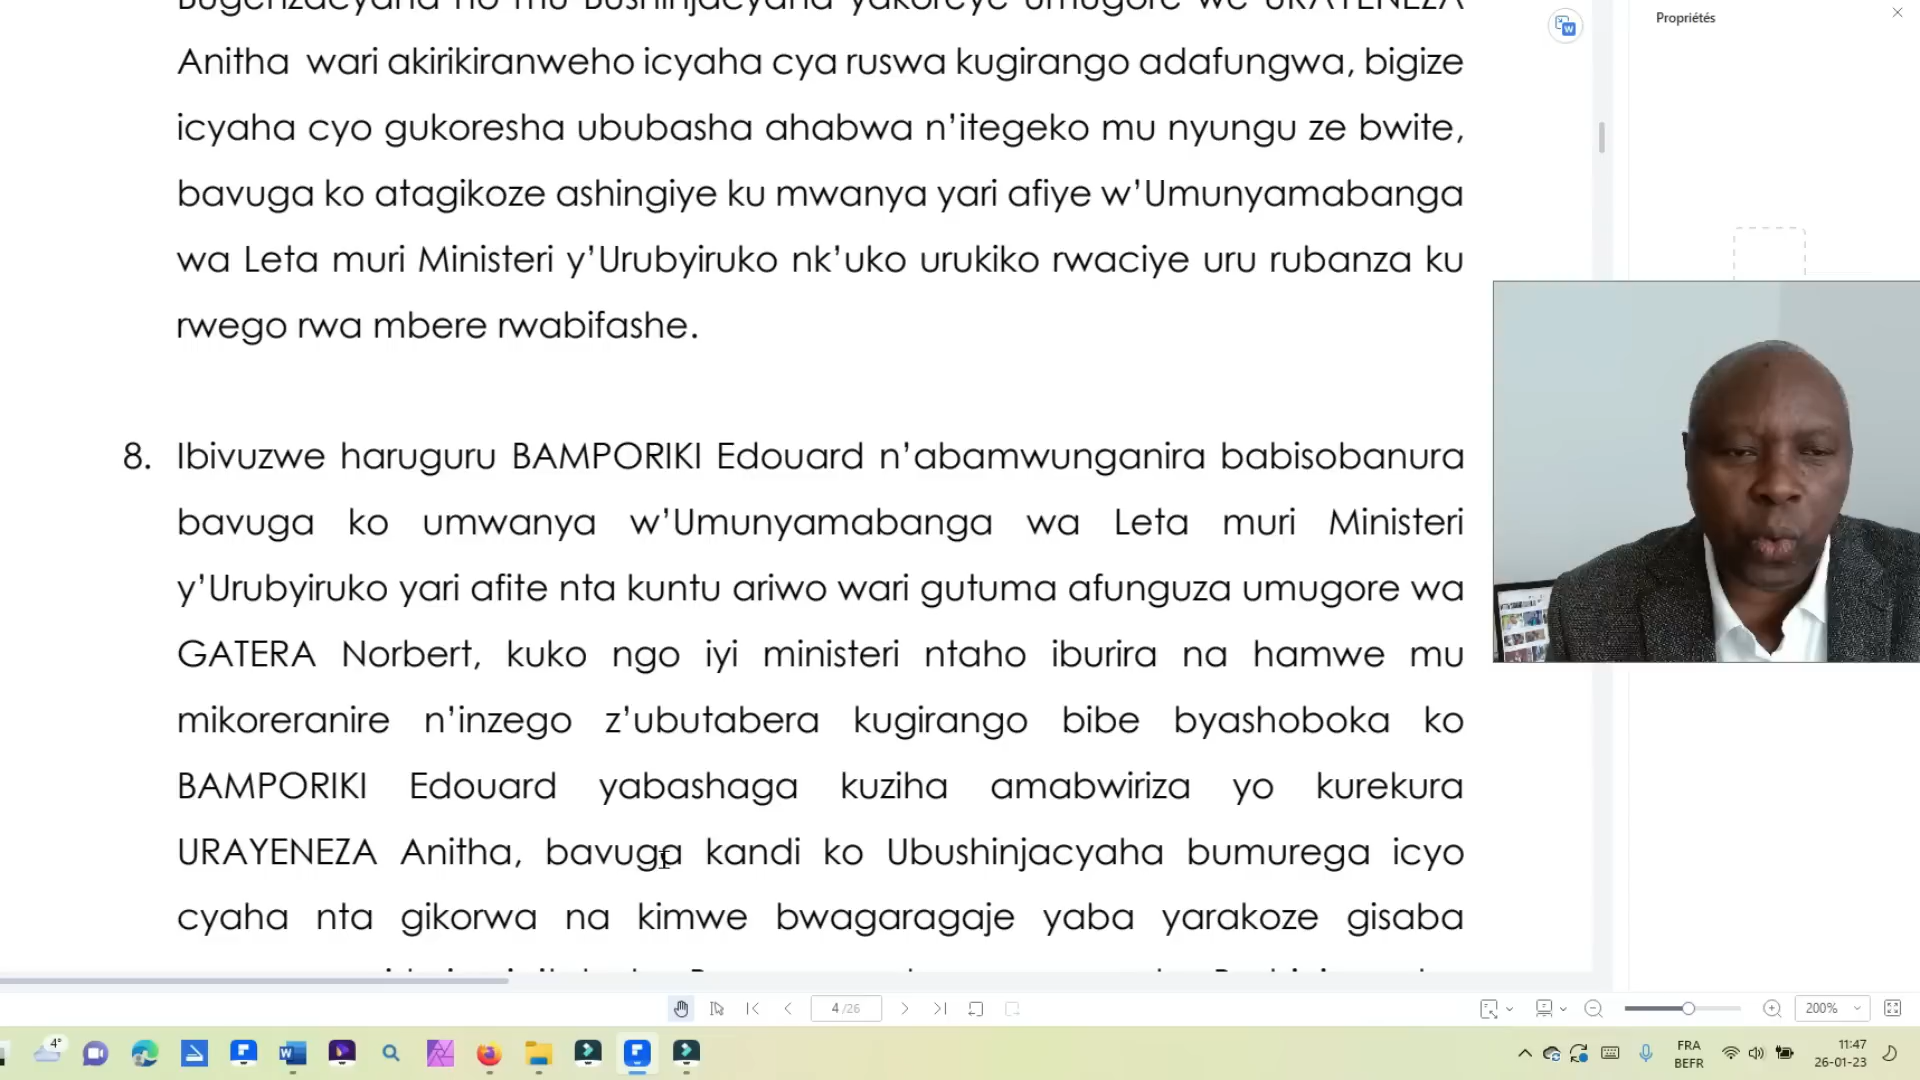 Propriétés
Anitha wari akirikiranweho icyaha cya ruswa kugirango adafungwa, bigize
icyaha cyo gukoresha ububasha ahabwa n’itegeko mu nyungu ze bwite,
bavuga ko atagikoze ashingiye ku mwanya yari afiye w’Umunyamabanga
wa Leta muri Ministeri y’Urubyiruko nk’uko urukiko rwaciye uru rubanza ku
rwego rwa mbere rwabifashe.
8. Ibivuzwe haruguru BAMPORIKI Edouard n’abamwunganira babisobanura
bavuga ko umwanya w’Umunyamabanga wa Leta muri Ministeri
y’Urubyiruko yari afite nta kuntu ariwo wari gutuma afunguza umugore wa
GATERA Norbert, kuko ngo iyi ministeri ntaho iburira na hamwe mu
mikoreranire n’inzego z’ubutabera kugirango bibe byashoboka ko
BAMPORIKI Edouard yabashaga kuziha amabwiriza yo kurekura
URAYENEZA Anitha, bavuga kandi ko Ubushinjacyaha bumurega icyo
cyaha nta gikorwa na kimwe bwagaragaje yaba yarakoze gisaba
4 /26
200%
4°
FRA
BEFR
11:47
26-01-23